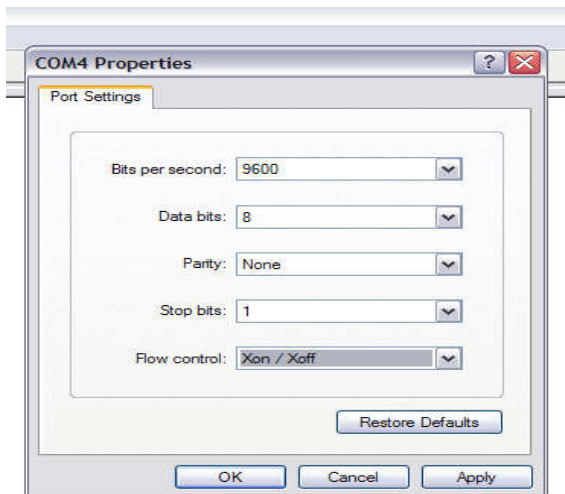 COM4 Properties
Port Settings
Bits per second: 9600
Data bits: 8
Parity: None
Stop bits: 1
Flow control: Xon / Xoff
Restore Defaults
OK Cancel Apply